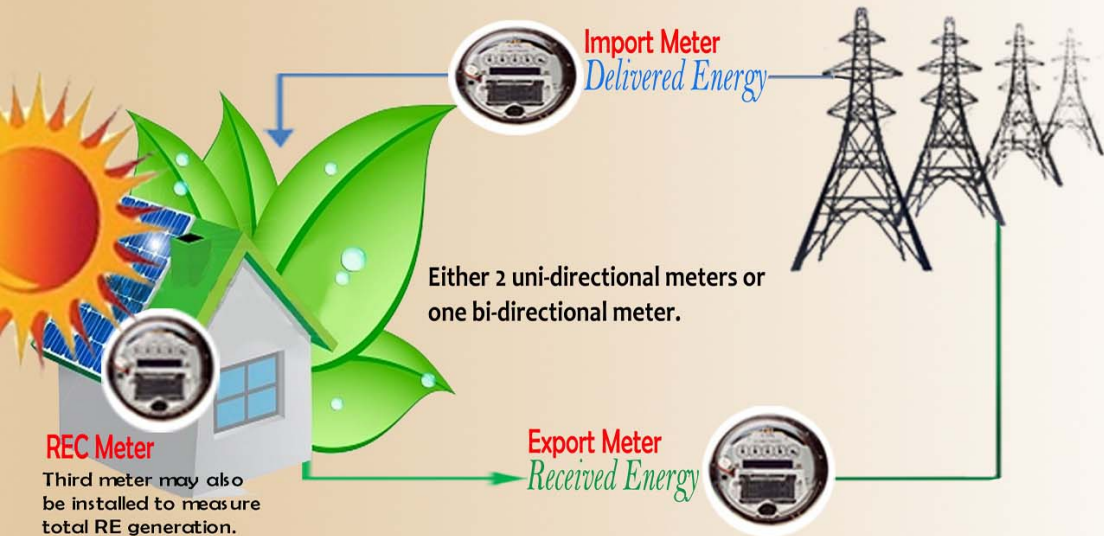 Import Meter
Delivered Energy
Either 2 uni-directional meters or
one bi-directional meter.
REC Meter
Third meter may also
be installed to measure
total RE generation.
Export Meter
Received Energy